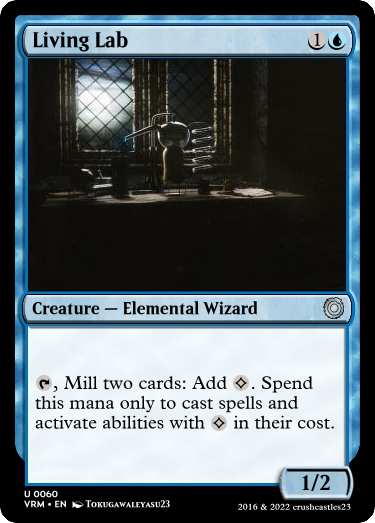 Living Lab 1
Creature — Elemental Wizard
, Mill two cards: Add . Spend
this mana only to cast spells and
activate abilities with in their cost.
1/2
U 0060
VRM • EN Tokugawaleyasu23
2016 & 2022 crushcastles23